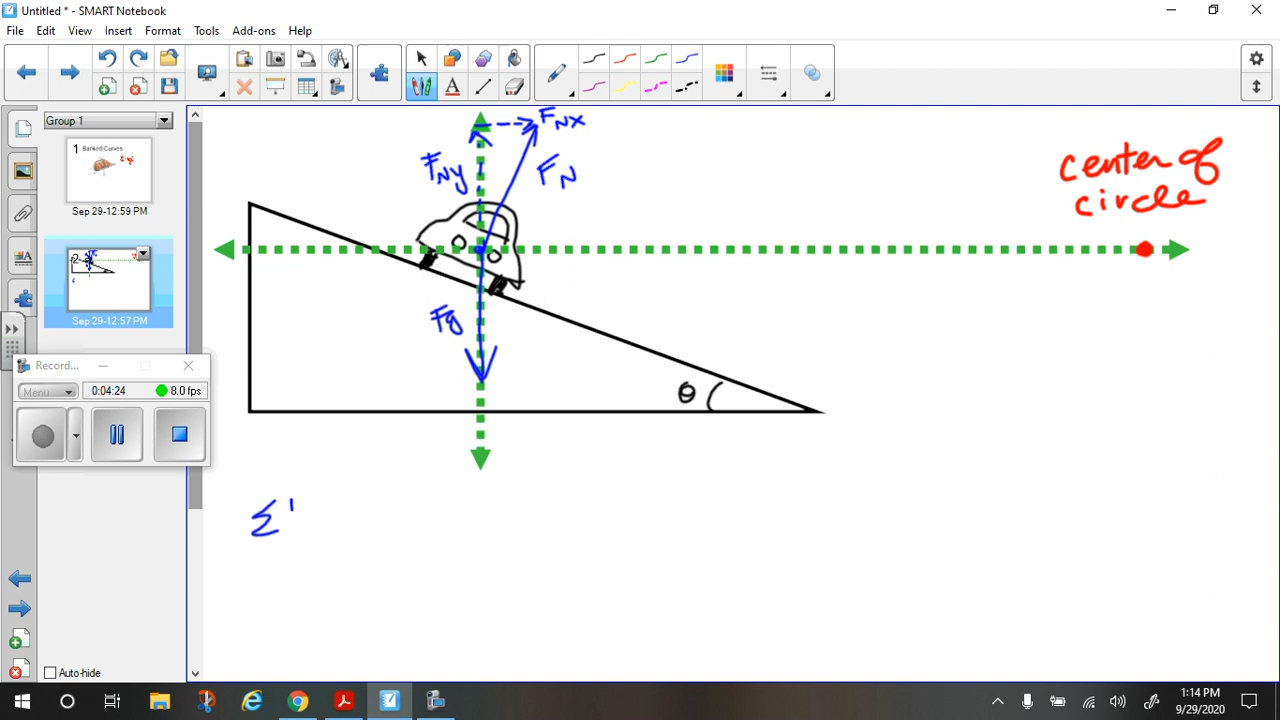 Untitled * - SMART Notebook
File Edit View Insert Format Tools Add-ons Help
Group 1
1 Banked Curves
Sep 29-12:59 PM
2
Sep 29-12:57 PM
Record...
Menu 0:04:24 8.0 fps
Auto-hide
FNx
FNy
FN
center of
circle
Fg
θ
Σ'
1:14 PM
9/29/2020